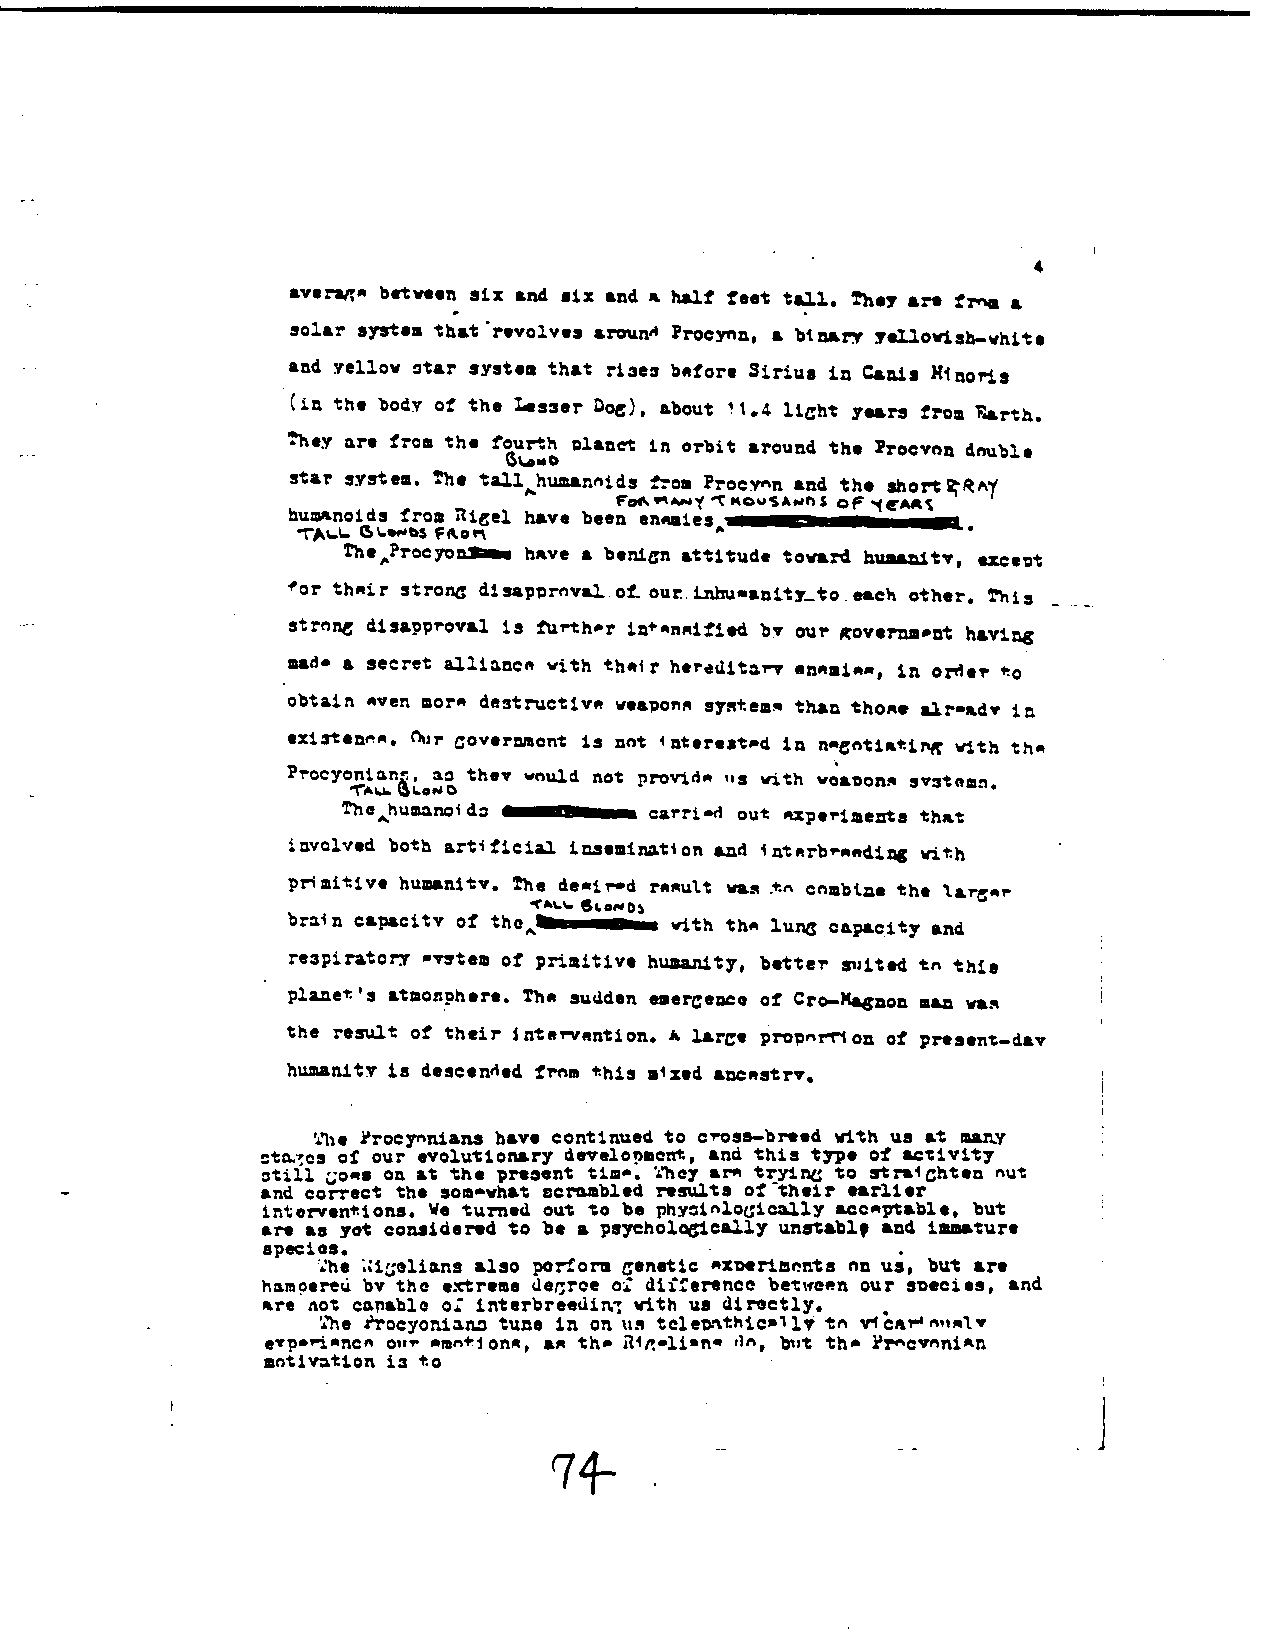 4
average between six and six and a half feet tall. They are from a
solar system that revolves around Procyon, a binary yellowish-white
and yellow star system that rises before Sirius in Canis Minoris
(in the body of the Lesser Dog), about 11.4 light years from Earth.
They are from the fourth planet in orbit around the Procyon double
BLOND
star system. The tall humanoids from Procyon and the short GRAY
FOR MANY THOUSANDS OF YEARS
humanoids from Rigel have been enemies .
TALL BLONDS FROM
The Procyon have a benign attitude toward humanity, except
for their strong disapproval of our inhumanity to each other. This
strong disapproval is further intensified by our government having
made a secret alliance with their hereditary enemies, in order to
obtain even more destructive weapons systems than those already in
existence. Our government is not interested in negotiating with the
Procyonians, as they would not provide us with weapons systems.
TALL BLOND
The humanoids carried out experiments that
involved both artificial insemination and interbreeding with
primitive humanity. The desired result was to combine the larger
TALL BLONDS
brain capacity of the with the lung capacity and
respiratory system of primitive humanity, better suited to this
planet's atmosphere. The sudden emergence of Cro-Magnon man was
the result of their intervention. A large proportion of present-day
humanity is descended from this mixed ancestry.
The Procyonians have continued to cross-breed with us at many
stages of our evolutionary development, and this type of activity
still goes on at the present time. They are trying to straighten out
and correct the somewhat scrambled results of their earlier
interventions. We turned out to be physiologically acceptable, but
are as yet considered to be a psychologically unstable and immature
species.
The Rigelians also perform genetic experiments on us, but are
hampered by the extreme degree of difference between our species, and
are not capable of interbreeding with us directly.
The Procyonians tune in on us telepathically to vicariously
experience our emotions, as the Rigelians do, but the Procyonian
motivation is to
74